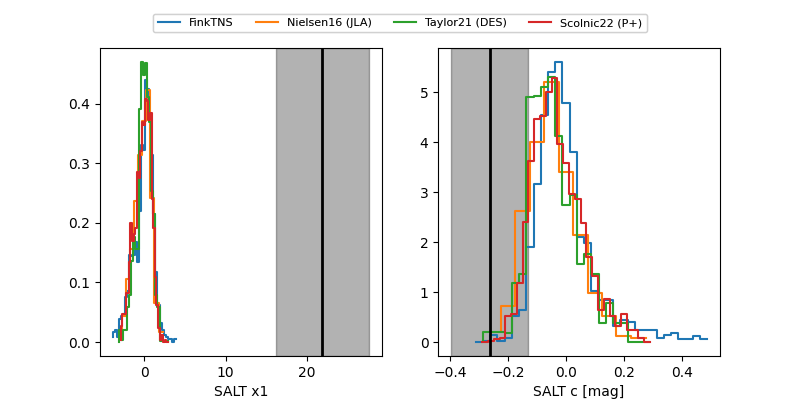 FinkTNS Nielsen16 (JLA) Taylor21 (DES) Scolnic22 (P+)
0.4
0.3
0.2
0.1
0.0
0 10 20
SALT x1
5
4
3
2
1
0
−0.4 −0.2 0.0 0.2 0.4
SALT c [mag]